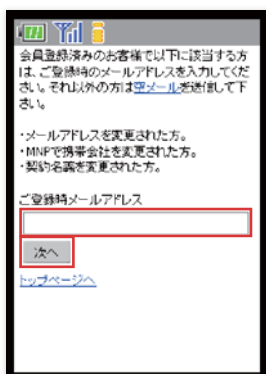 会員登録済みのお客様で以下に該当する方
は、ご登録時のメールアドレスを入力してくだ
さい。それ以外の方は空メールを送信して下
さい。
・メールアドレスを変更された方。
・MNPで携帯会社を変更された方。
・契約名義を変更された方。
ご登録時メールアドレス
次へ
トップページへ